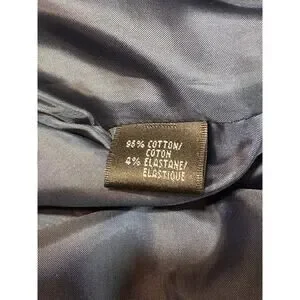 96% COTTON/
COTON
4% ELASTANE/
ELASTIQUE